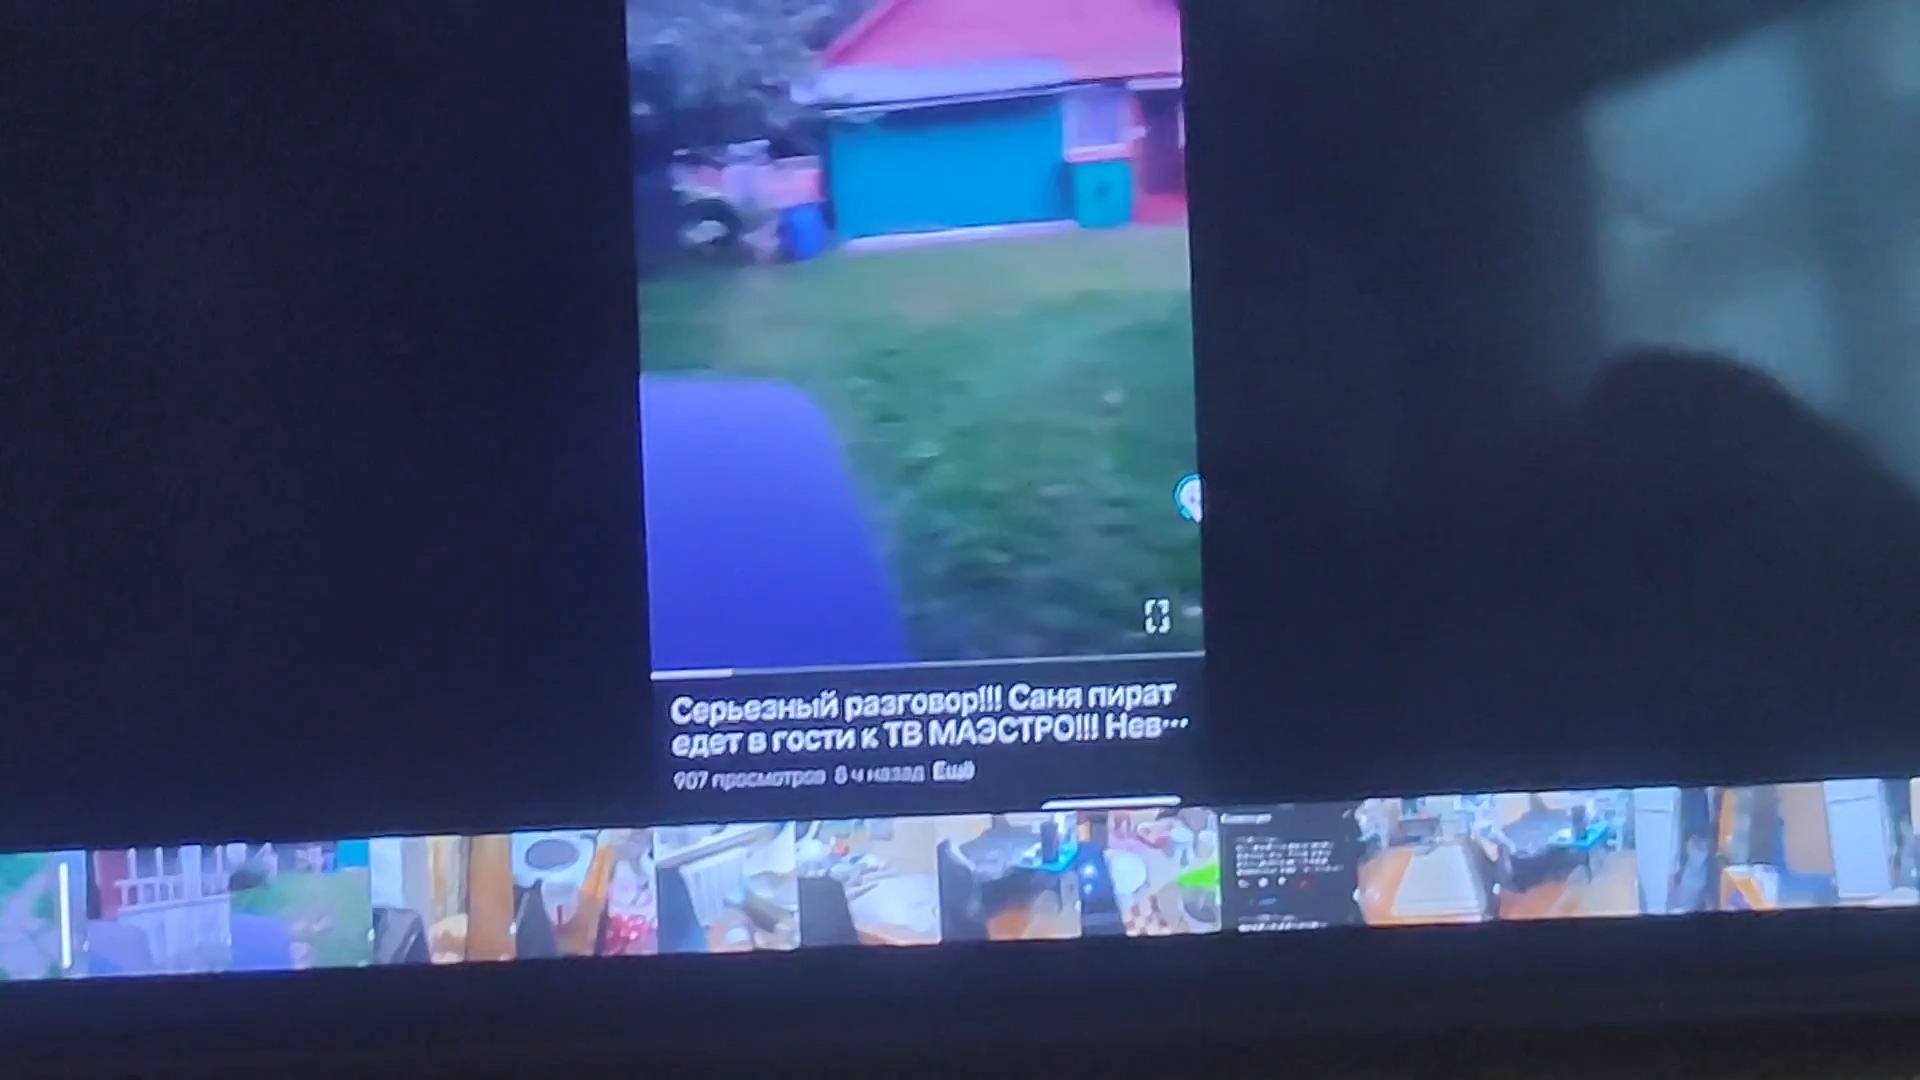 Серьезный разговор!!! Саня пират
едет в гости к ТВ МАЭСТРО!!! Нев...
907 просмотров 8 ч назад Ещё